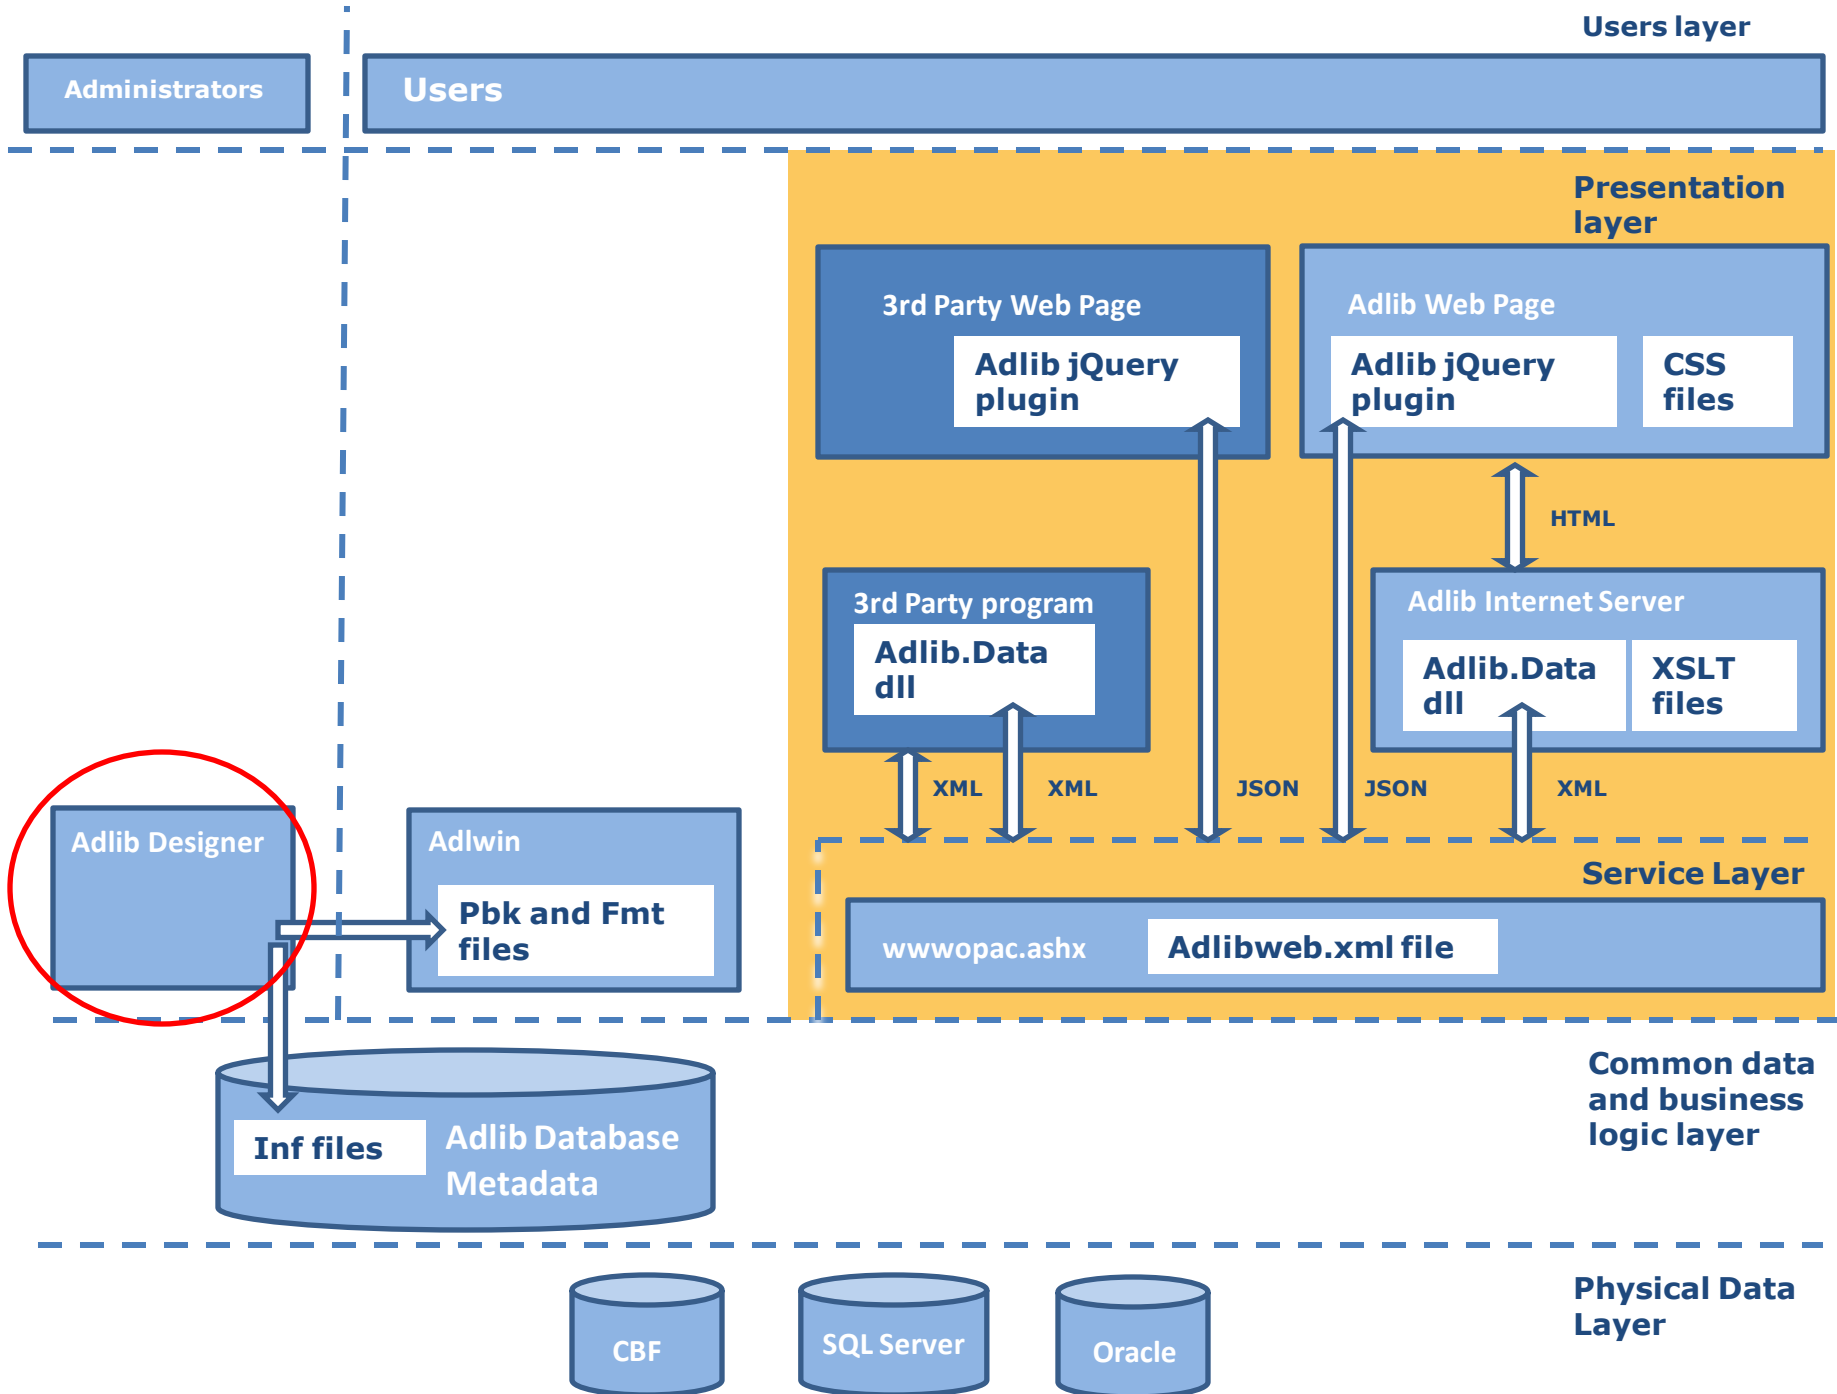 Users layer
Administrators
Users
Presentation
layer
3rd Party Web Page
Adlib jQuery
plugin
Adlib Web Page
Adlib jQuery
plugin
CSS
files
HTML
3rd Party program
Adlib.Data
dll
Adlib Internet Server
Adlib.Data
dll
XSLT
files
XML
XML
JSON
JSON
XML
Adlib Designer
Adlwin
Pbk and Fmt
files
Service Layer
wwwopac.ashx
Adlibweb.xml file
Common data
and business
logic layer
Inf files
Adlib Database
Metadata
Physical Data
Layer
CBF
SQL Server
Oracle